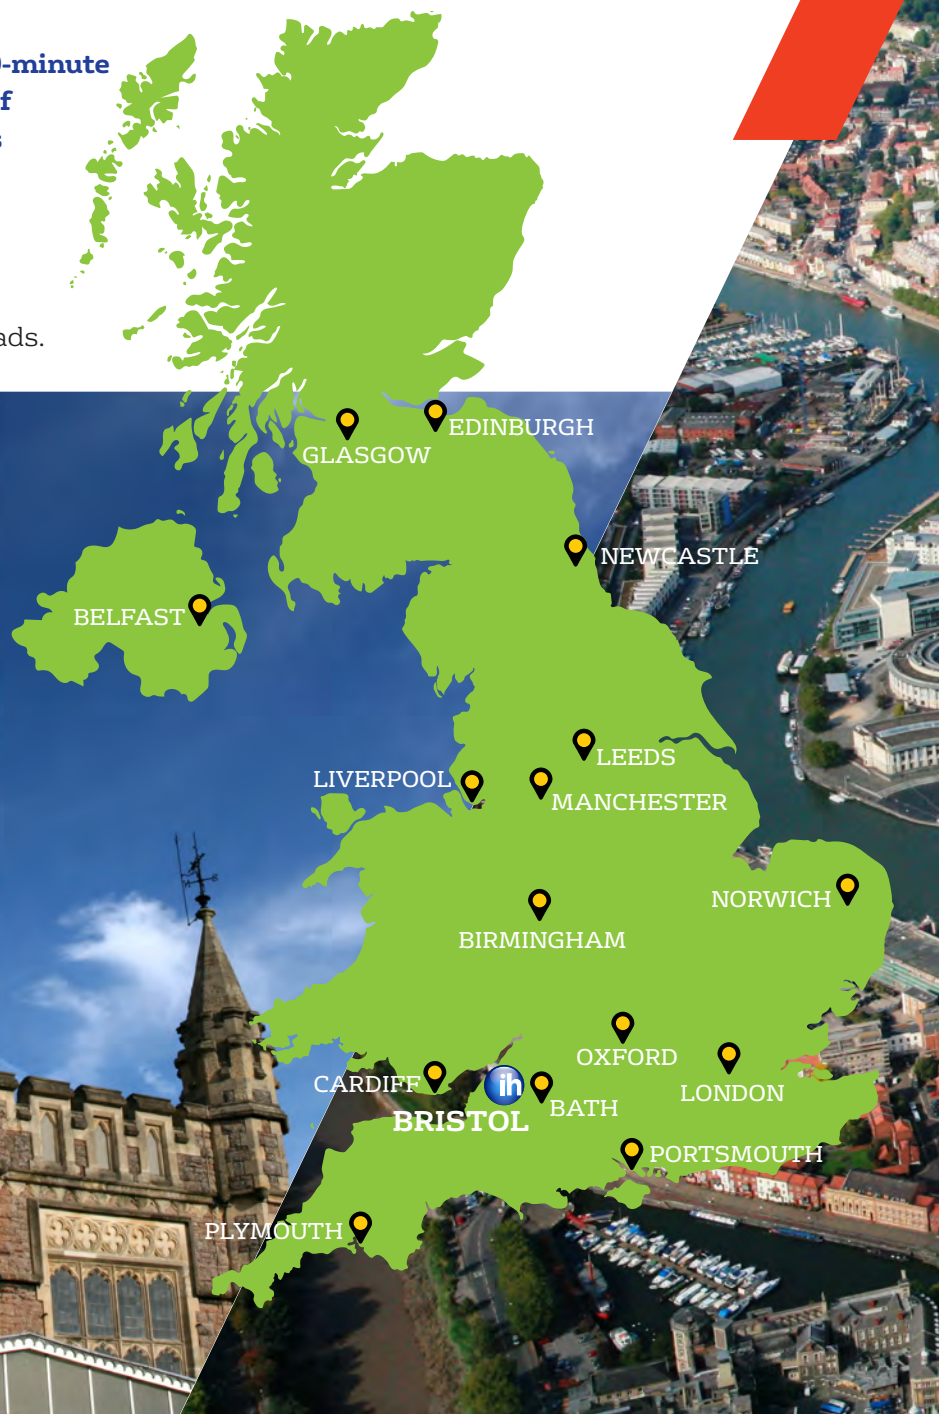 -minute
f
s
ads.
EDINBURGH
GLASGOW
NEWCASTLE
BELFAST
LEEDS
LIVERPOOL
MANCHESTER
NORWICH
BIRMINGHAM
OXFORD
CARDIFF
ih
LONDON
BATH
BRISTOL
PORTSMOUTH
PLYMOUTH